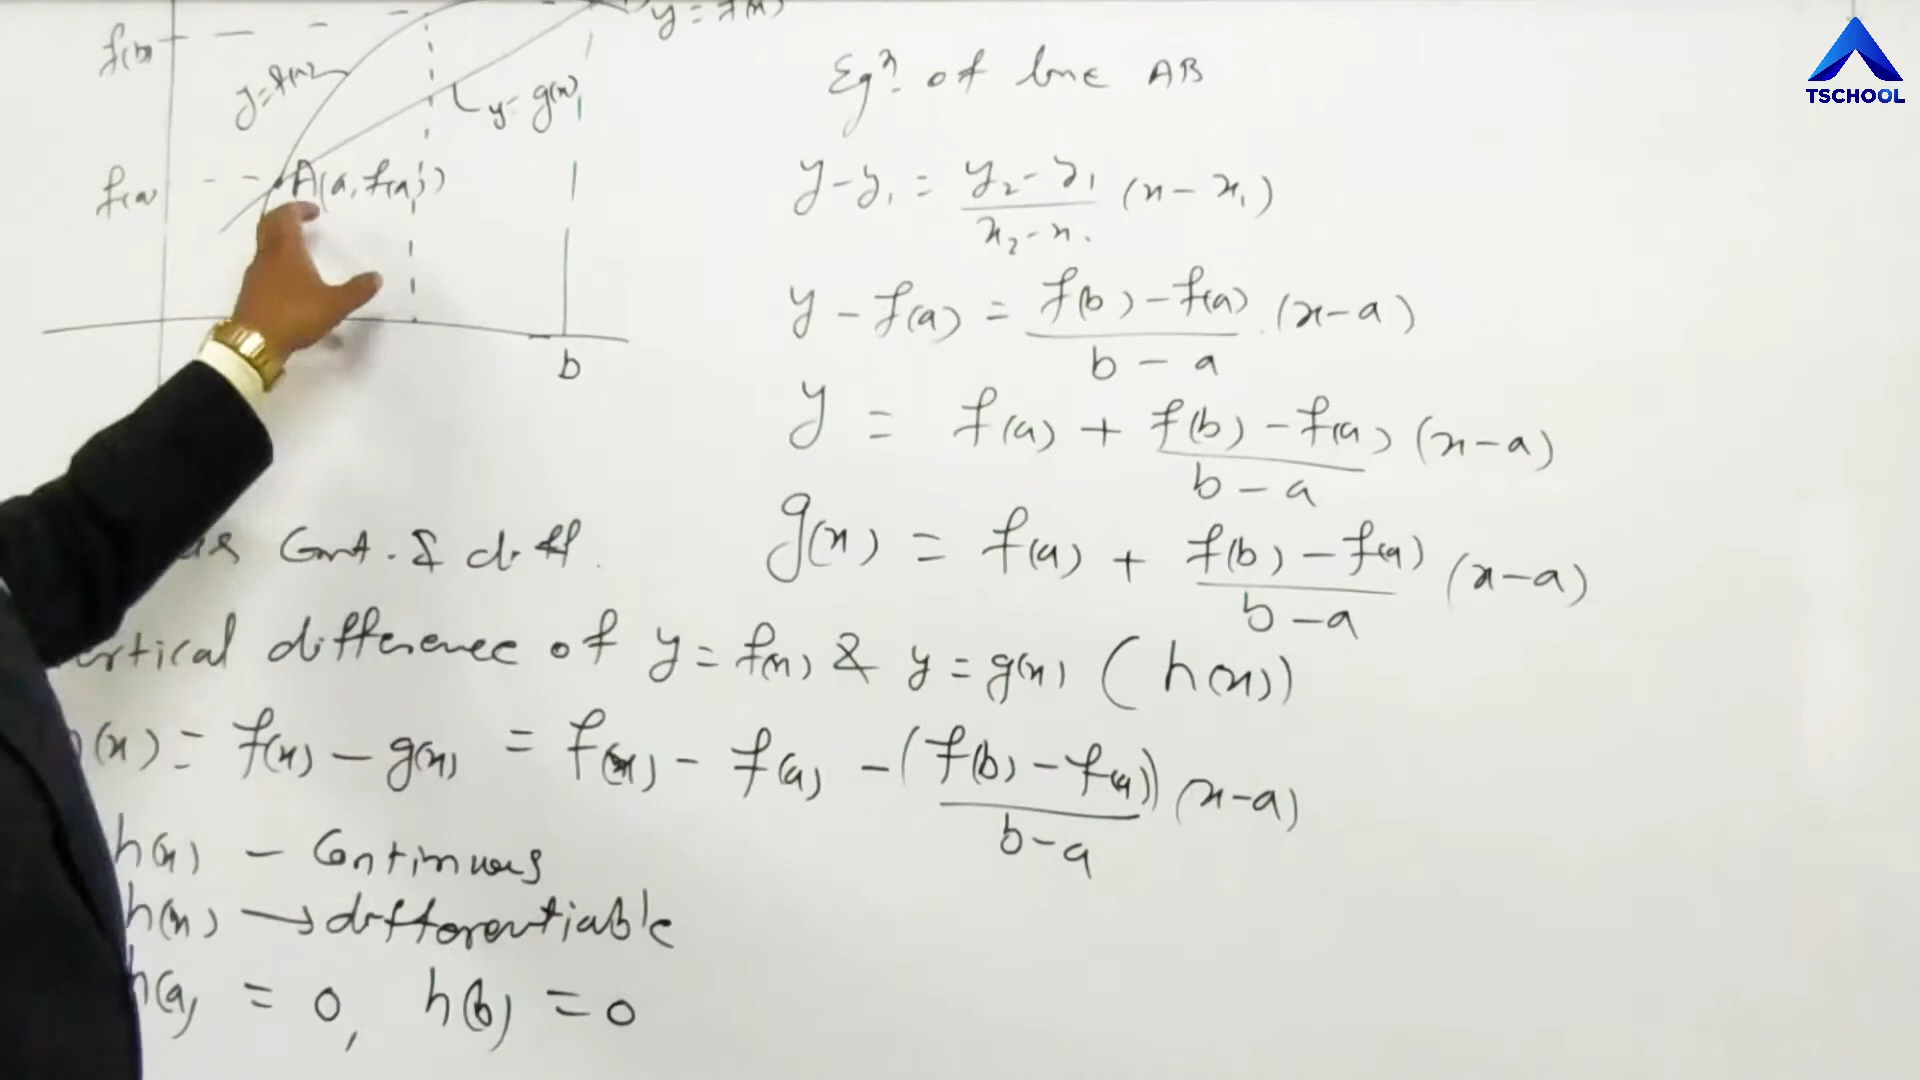 TSCHOOL
y = f(x)
f(b)
y = f(x)
y = g(x)
f(a)
A(a, f(a))
b
Eqn of line AB
y - y₁ = (y₂ - y₁)/(x₂ - x₁) (x - x₁)
y - f(a) = (f(b) - f(a))/(b - a) . (x - a)
y = f(a) + (f(b) - f(a))/(b - a) (x - a)
g(x) = f(a) + (f(b) - f(a))/(b - a) (x - a)
Cont. & diff.
difference of y = f(x) & y = g(x) (h(x))
(x) = f(x) - g(x) = f(x) - f(a) - (f(b) - f(a))/(b - a) (x - a)
h(x) - Continuous
h(x) → differentiable
h(a) = 0, h(b) = 0